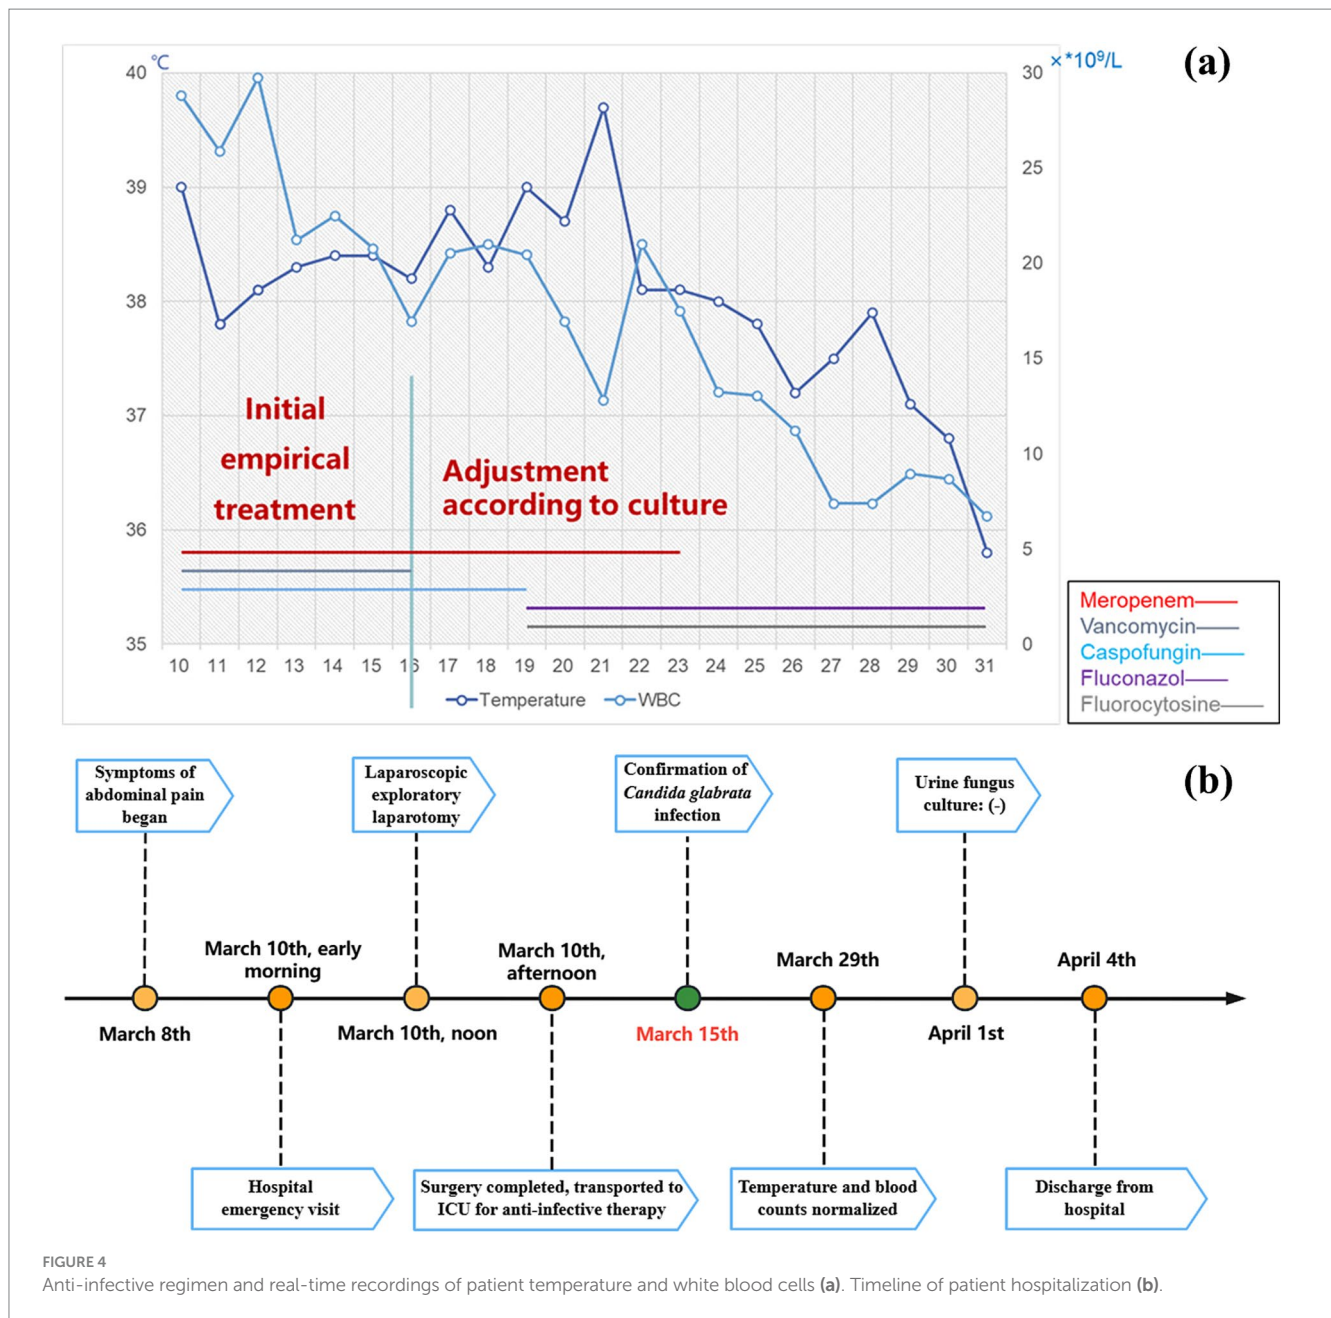 (a)
°C
×*10⁹/L
40
39
38
37
36
35
30
25
20
15
10
5
0
Initial
empirical
treatment
Adjustment
according to culture
10 11 12 13 14 15 16 17 18 19 20 21 22 23 24 25 26 27 28 29 30 31
Temperature WBC
Meropenem
Vancomycin
Caspofungin
Fluconazol
Fluorocytosine
(b)
Symptoms of
abdominal pain
began
Laparoscopic
exploratory
laparotomy
Confirmation of
Candida glabrata
infection
Urine fungus
culture: (-)
March 10th, early
morning
March 10th,
afternoon
March 29th
April 4th
March 8th
March 10th, noon
March 15th
April 1st
Hospital
emergency visit
Surgery completed, transported to
ICU for anti-infective therapy
Temperature and blood
counts normalized
Discharge from
hospital
FIGURE 4
Anti-infective regimen and real-time recordings of patient temperature and white blood cells (a). Timeline of patient hospitalization (b).